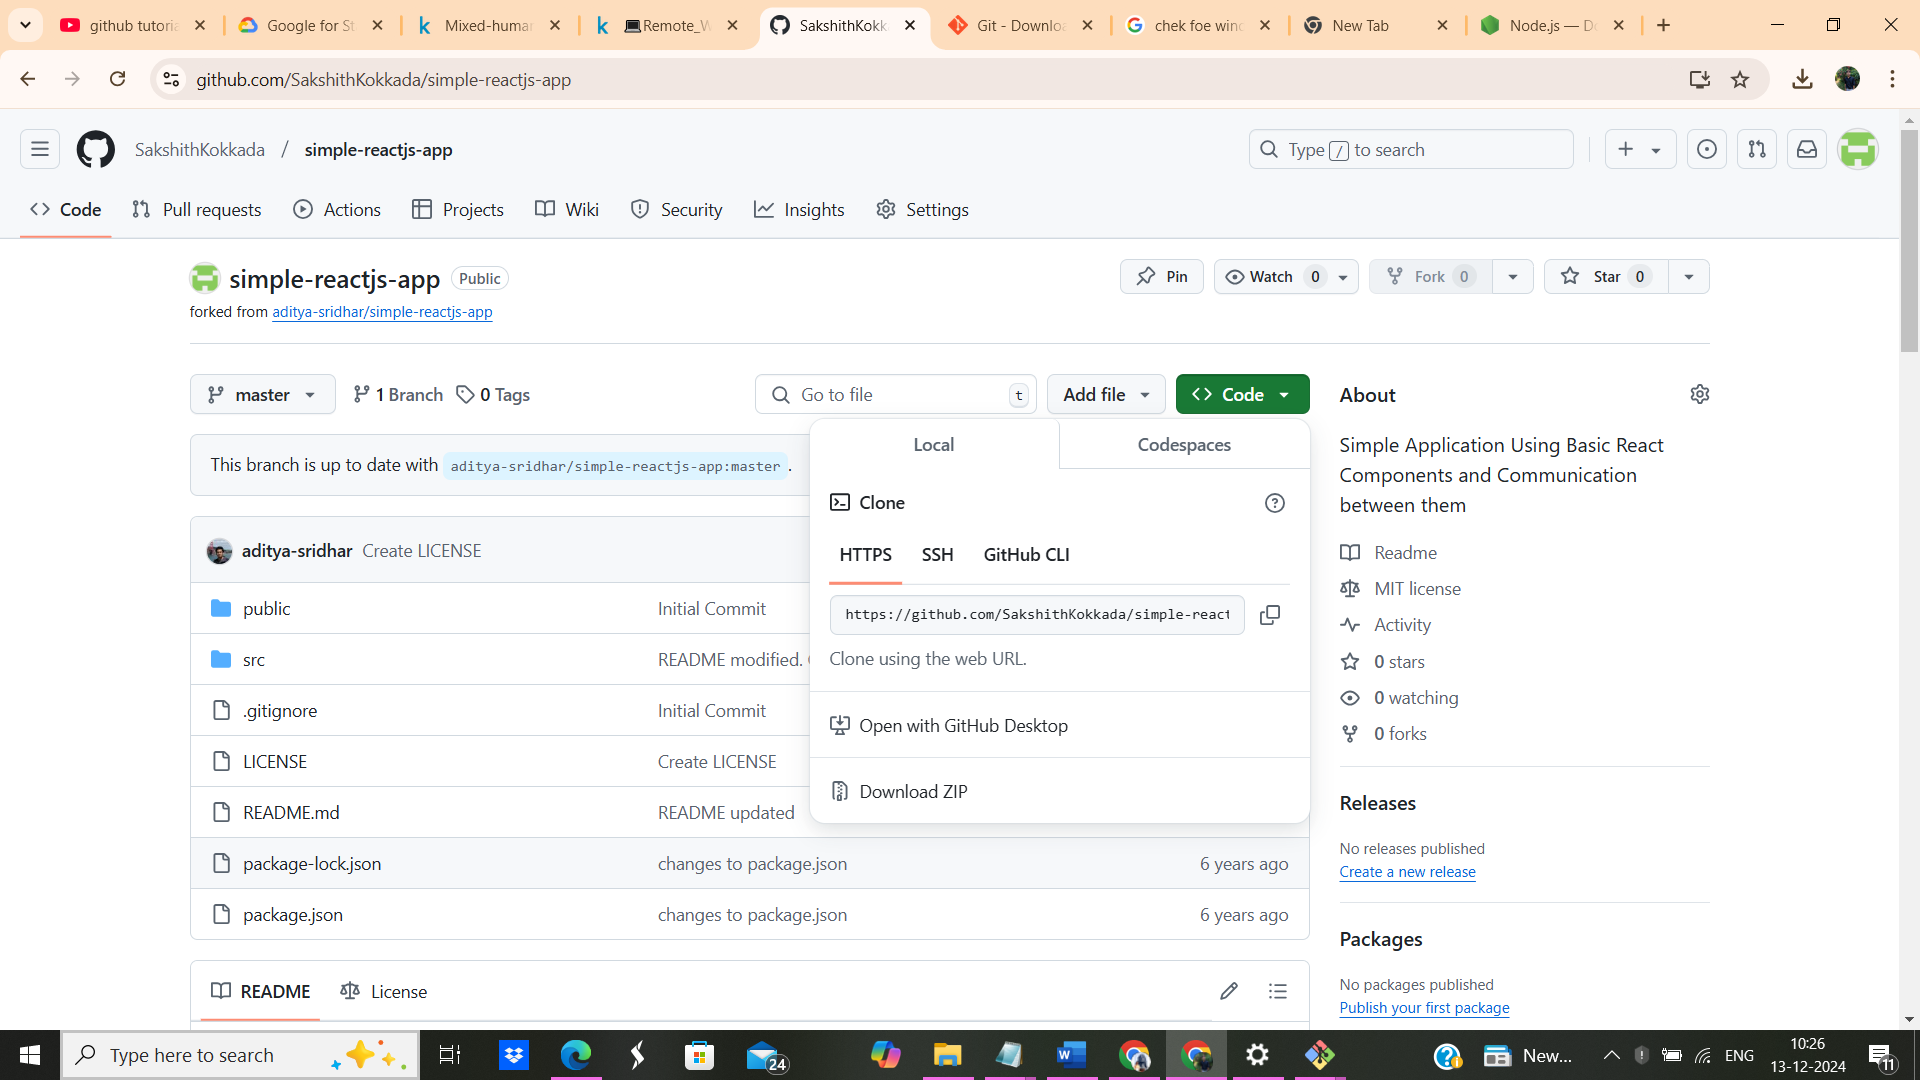 github tutoria
Google for St
Mixed-human
Remote_W
SakshithKokka
Git - Downloa
chek foe wind
New Tab
Node.js — Do
github.com/SakshithKokkada/simple-reactjs-app
SakshithKokkada / simple-reactjs-app
Type / to search
Code
Pull requests
Actions
Projects
Wiki
Security
Insights
Settings
simple-reactjs-app Public
Pin
Watch 0
Fork 0
Star 0
forked from aditya-sridhar/simple-reactjs-app
master
1 Branch
0 Tags
Go to file t
Add file
Code
This branch is up to date with aditya-sridhar/simple-reactjs-app:master .
Local
Codespaces
Clone
HTTPS
SSH
GitHub CLI
https://github.com/SakshithKokkada/simple-react
Clone using the web URL.
Open with GitHub Desktop
Download ZIP
aditya-sridhar Create LICENSE
public Initial Commit
src README modified.
.gitignore Initial Commit
LICENSE Create LICENSE
README.md README updated
package-lock.json changes to package.json 6 years ago
package.json changes to package.json 6 years ago
README
License
About
Simple Application Using Basic React
Components and Communication
between them
Readme
MIT license
Activity
0 stars
0 watching
0 forks
Releases
No releases published
Create a new release
Packages
No packages published
Publish your first package
Type here to search
24
New...
ENG
10:26
13-12-2024
11